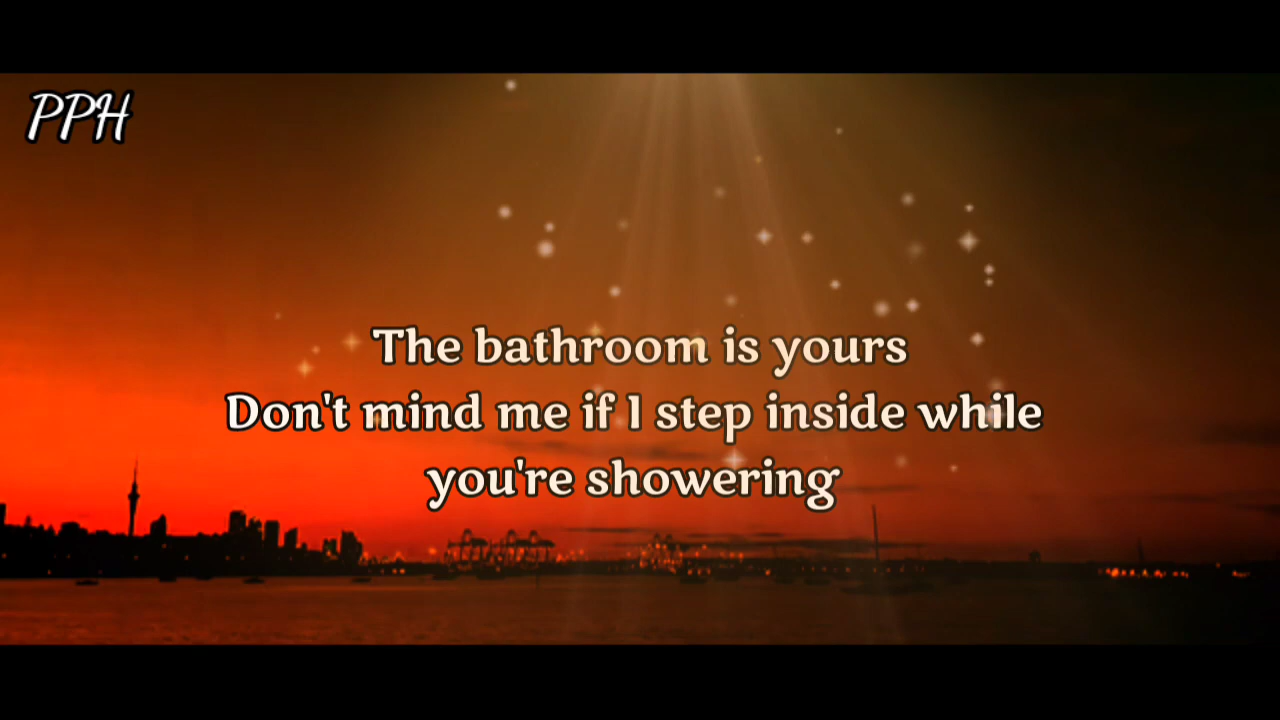 PPH
The bathroom is yours
Don't mind me if I step inside while
you're showering